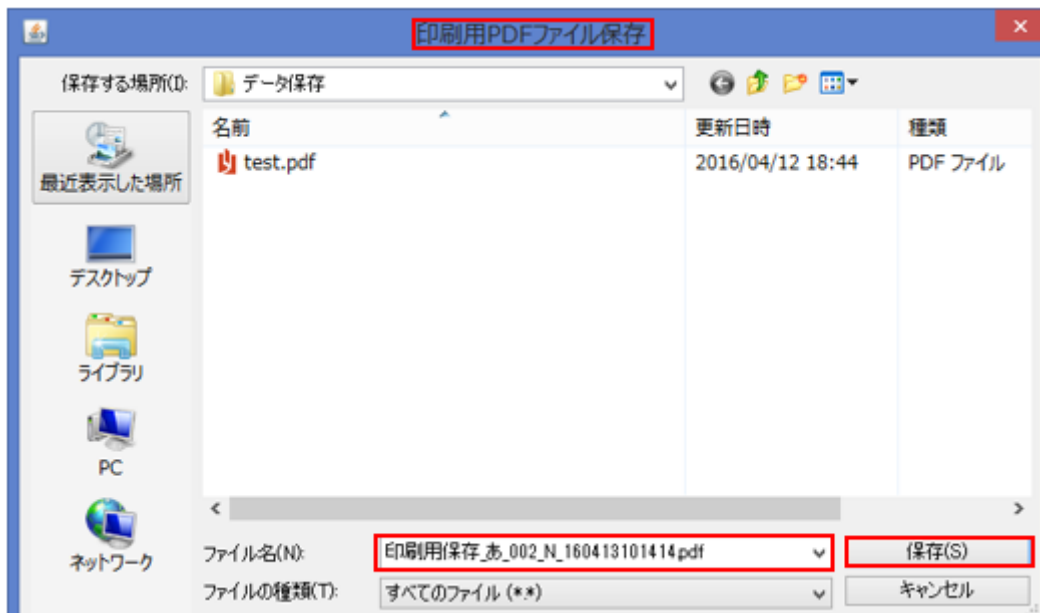 印刷用PDFファイル保存
保存する場所(I):
データ保存
名前 更新日時 種類
test.pdf 2016/04/12 18:44 PDF ファイル
最近表示した場所
デスクトップ
ライブラリ
PC
ネットワーク
ファイル名(N): 印刷用保存_あ_002_N_160413101414.pdf 保存(S)
ファイルの種類(T): すべてのファイル (*.*) キャンセル